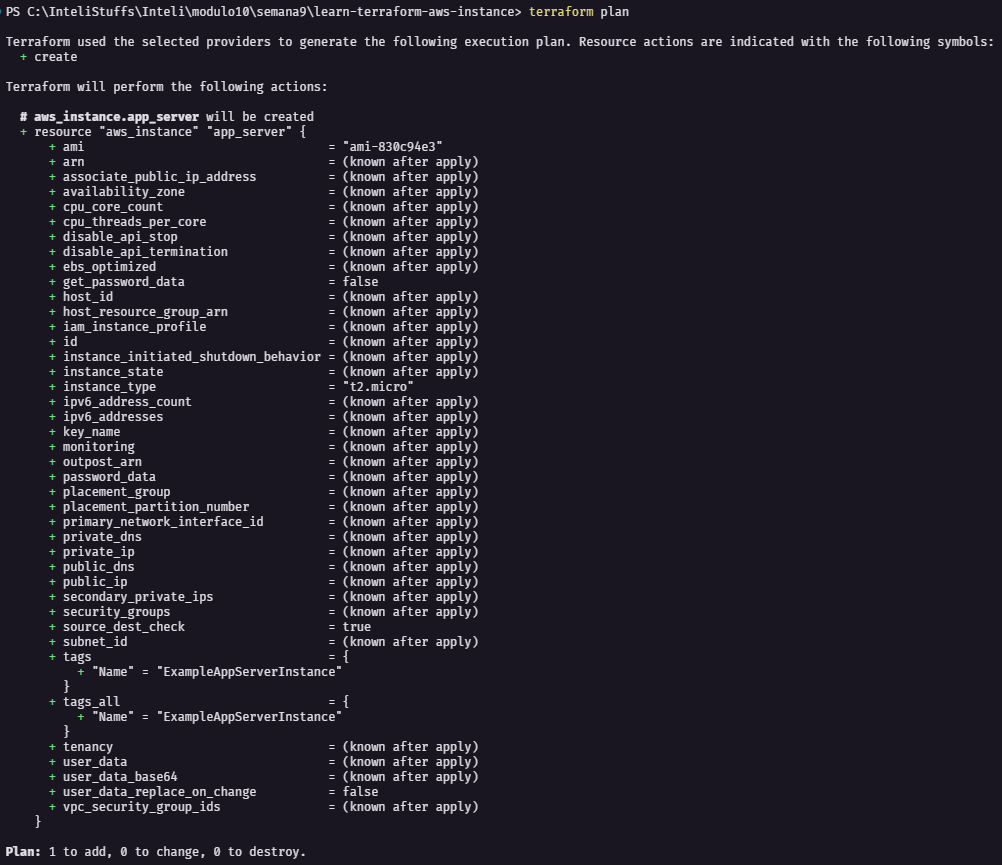 PS C:\InteliStuffs\Inteli\modulo10\semana9\learn-terraform-aws-instance> terraform plan
Terraform used the selected providers to generate the following execution plan. Resource actions are indicated with the following symbols:
+ create
Terraform will perform the following actions:
# aws_instance.app_server will be created
+ resource "aws_instance" "app_server" {
+ ami = "ami-830c94e3"
+ arn = (known after apply)
+ associate_public_ip_address = (known after apply)
+ availability_zone = (known after apply)
+ cpu_core_count = (known after apply)
+ cpu_threads_per_core = (known after apply)
+ disable_api_stop = (known after apply)
+ disable_api_termination = (known after apply)
+ ebs_optimized = (known after apply)
+ get_password_data = false
+ host_id = (known after apply)
+ host_resource_group_arn = (known after apply)
+ iam_instance_profile = (known after apply)
+ id = (known after apply)
+ instance_initiated_shutdown_behavior = (known after apply)
+ instance_state = (known after apply)
+ instance_type = "t2.micro"
+ ipv6_address_count = (known after apply)
+ ipv6_addresses = (known after apply)
+ key_name = (known after apply)
+ monitoring = (known after apply)
+ outpost_arn = (known after apply)
+ password_data = (known after apply)
+ placement_group = (known after apply)
+ placement_partition_number = (known after apply)
+ primary_network_interface_id = (known after apply)
+ private_dns = (known after apply)
+ private_ip = (known after apply)
+ public_dns = (known after apply)
+ public_ip = (known after apply)
+ secondary_private_ips = (known after apply)
+ security_groups = (known after apply)
+ source_dest_check = true
+ subnet_id = (known after apply)
+ tags = {
+ "Name" = "ExampleAppServerInstance"
}
+ tags_all = {
+ "Name" = "ExampleAppServerInstance"
}
+ tenancy = (known after apply)
+ user_data = (known after apply)
+ user_data_base64 = (known after apply)
+ user_data_replace_on_change = false
+ vpc_security_group_ids = (known after apply)
}
Plan: 1 to add, 0 to change, 0 to destroy.